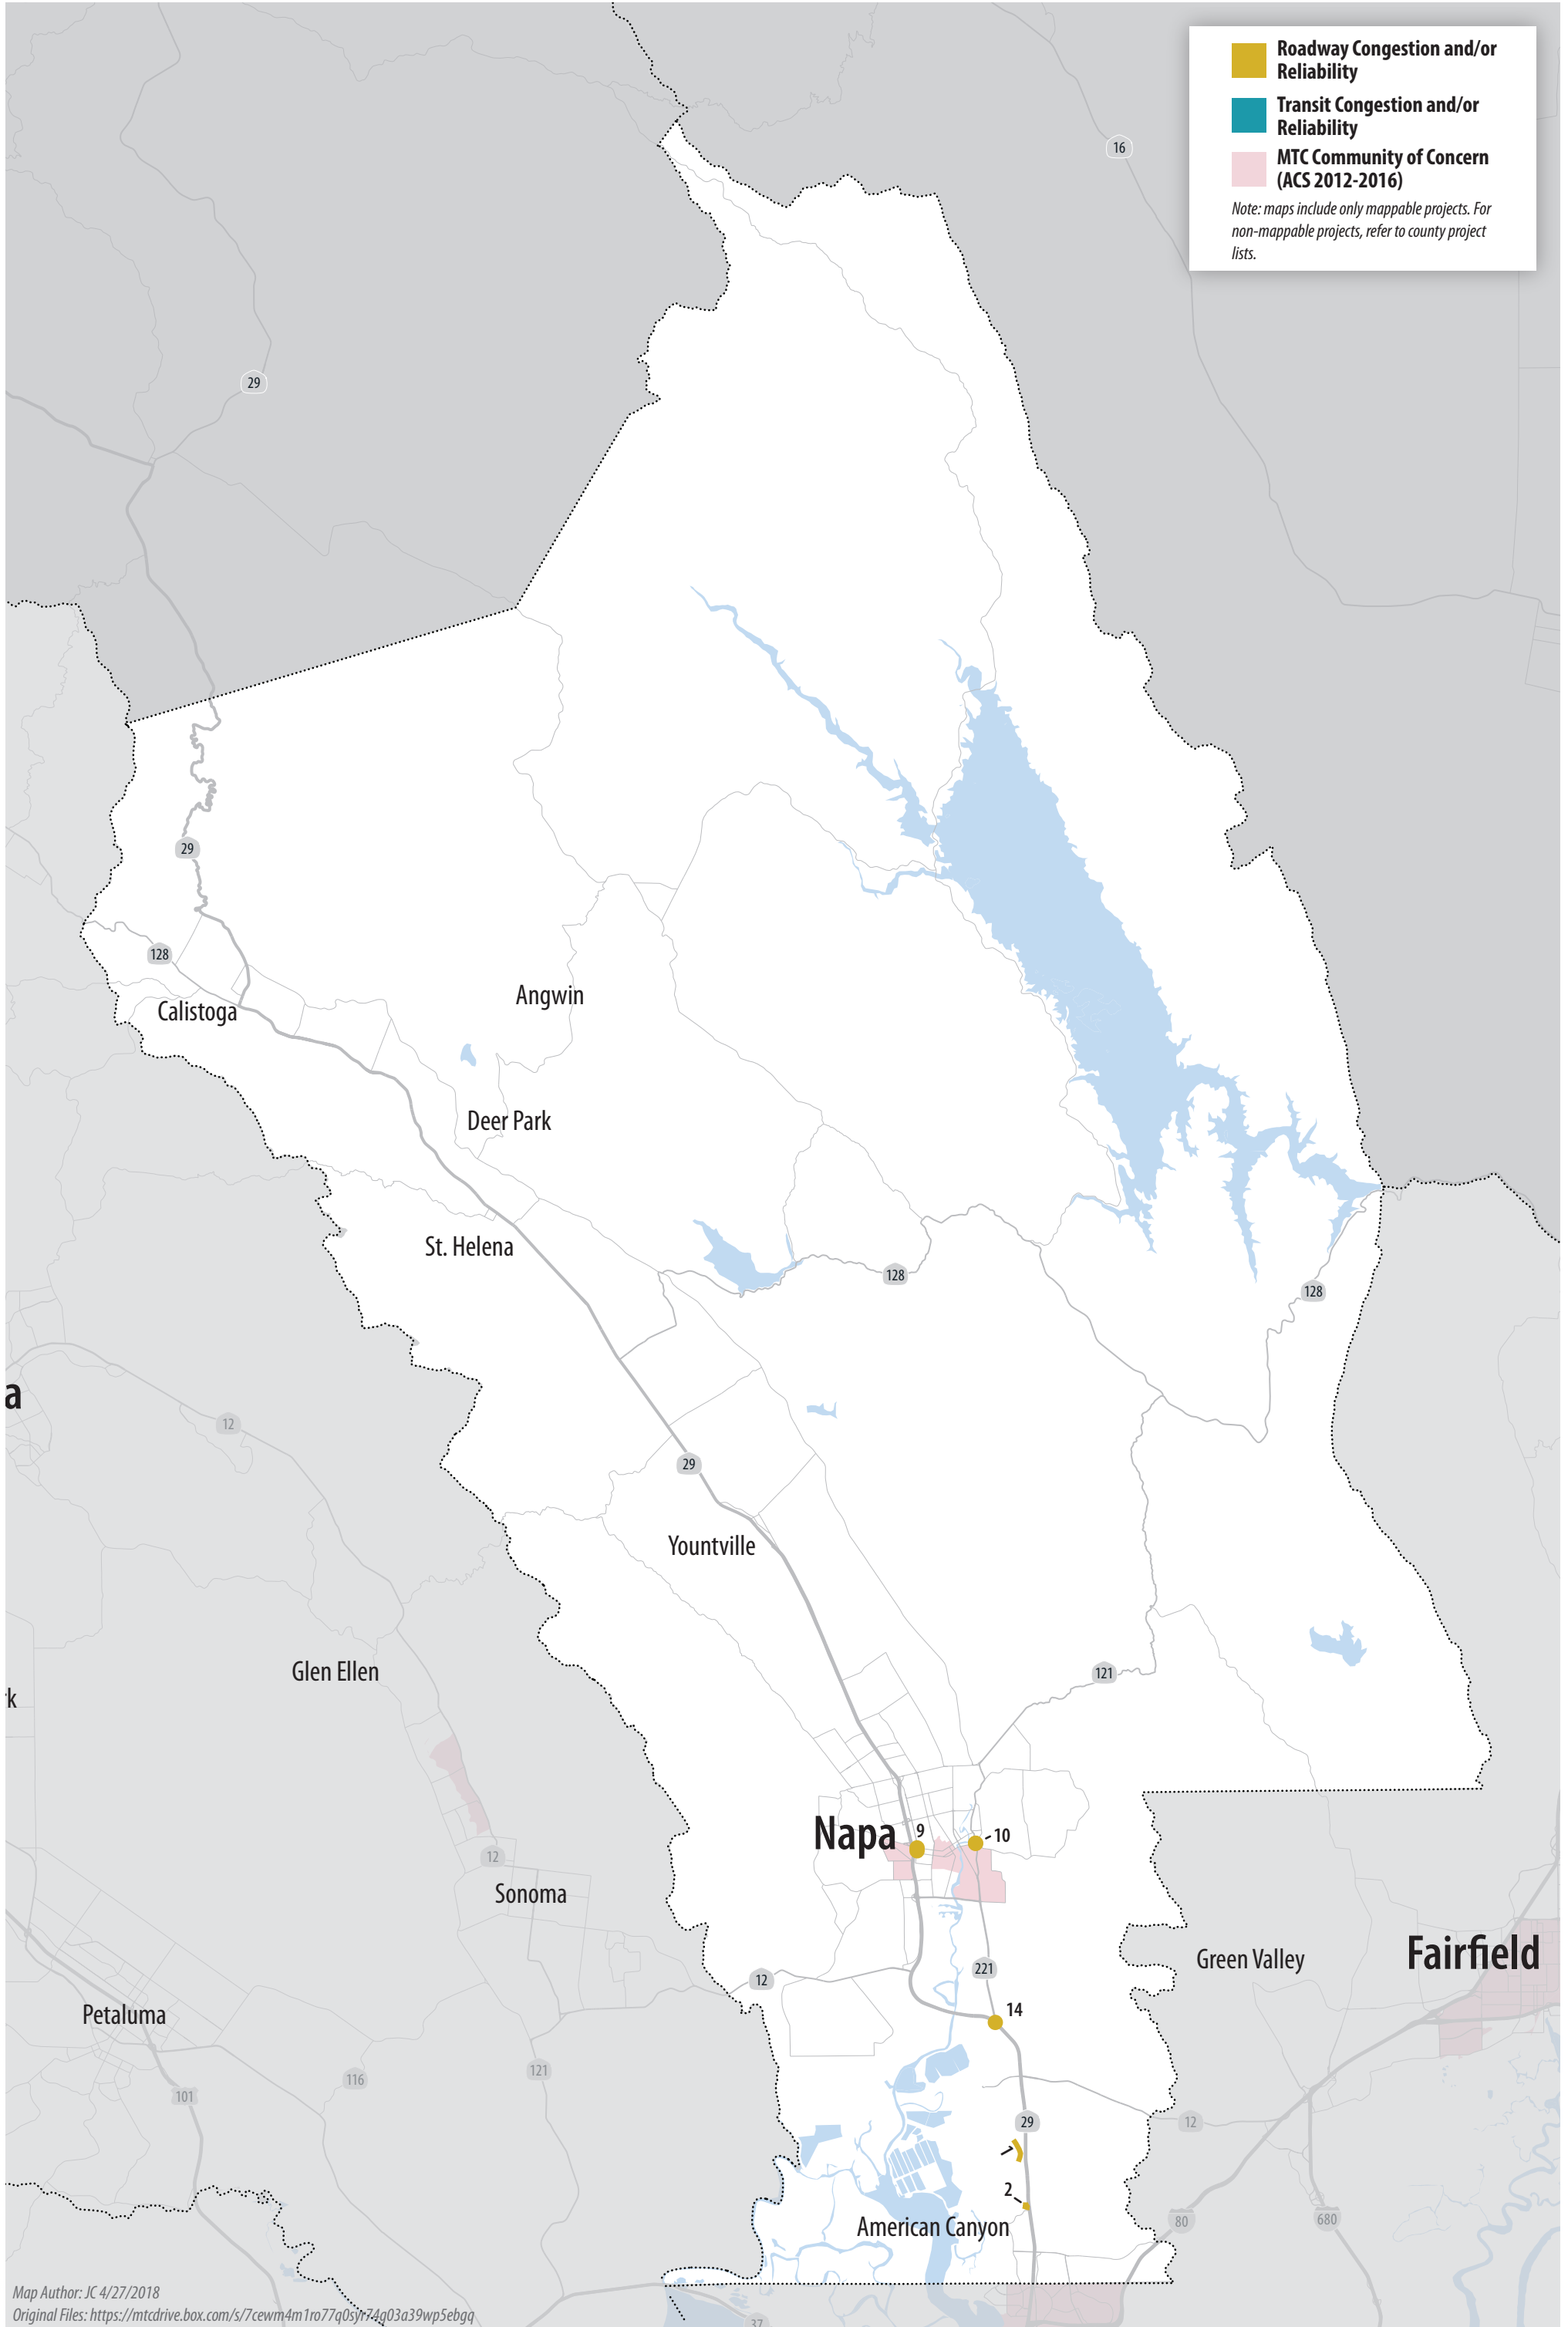 Roadway Congestion and/or
Reliability
Transit Congestion and/or
Reliability
MTC Community of Concern
(ACS 2012-2016)
Note: maps include only mappable projects. For
non-mappable projects, refer to county project
lists.
16
29
29
128
Calistoga
Angwin
Deer Park
St. Helena
128
128
a
12
29
Yountville
Glen Ellen
121
rk
Napa
9
10
12
Sonoma
Green Valley
Fairfield
221
12
14
Petaluma
121
116
101
29
12
1
2
American Canyon
80
680
Map Author: JC 4/27/2018
Original Files: https://mtcdrive.box.com/s/7cewm4m1ro77q0syr74g03a39wp5ebgq
37